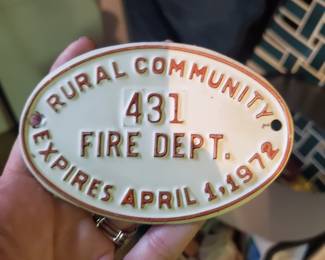 RURAL COMMUNITY
431
FIRE DEPT.
EXPIRES APRIL 1, 1972